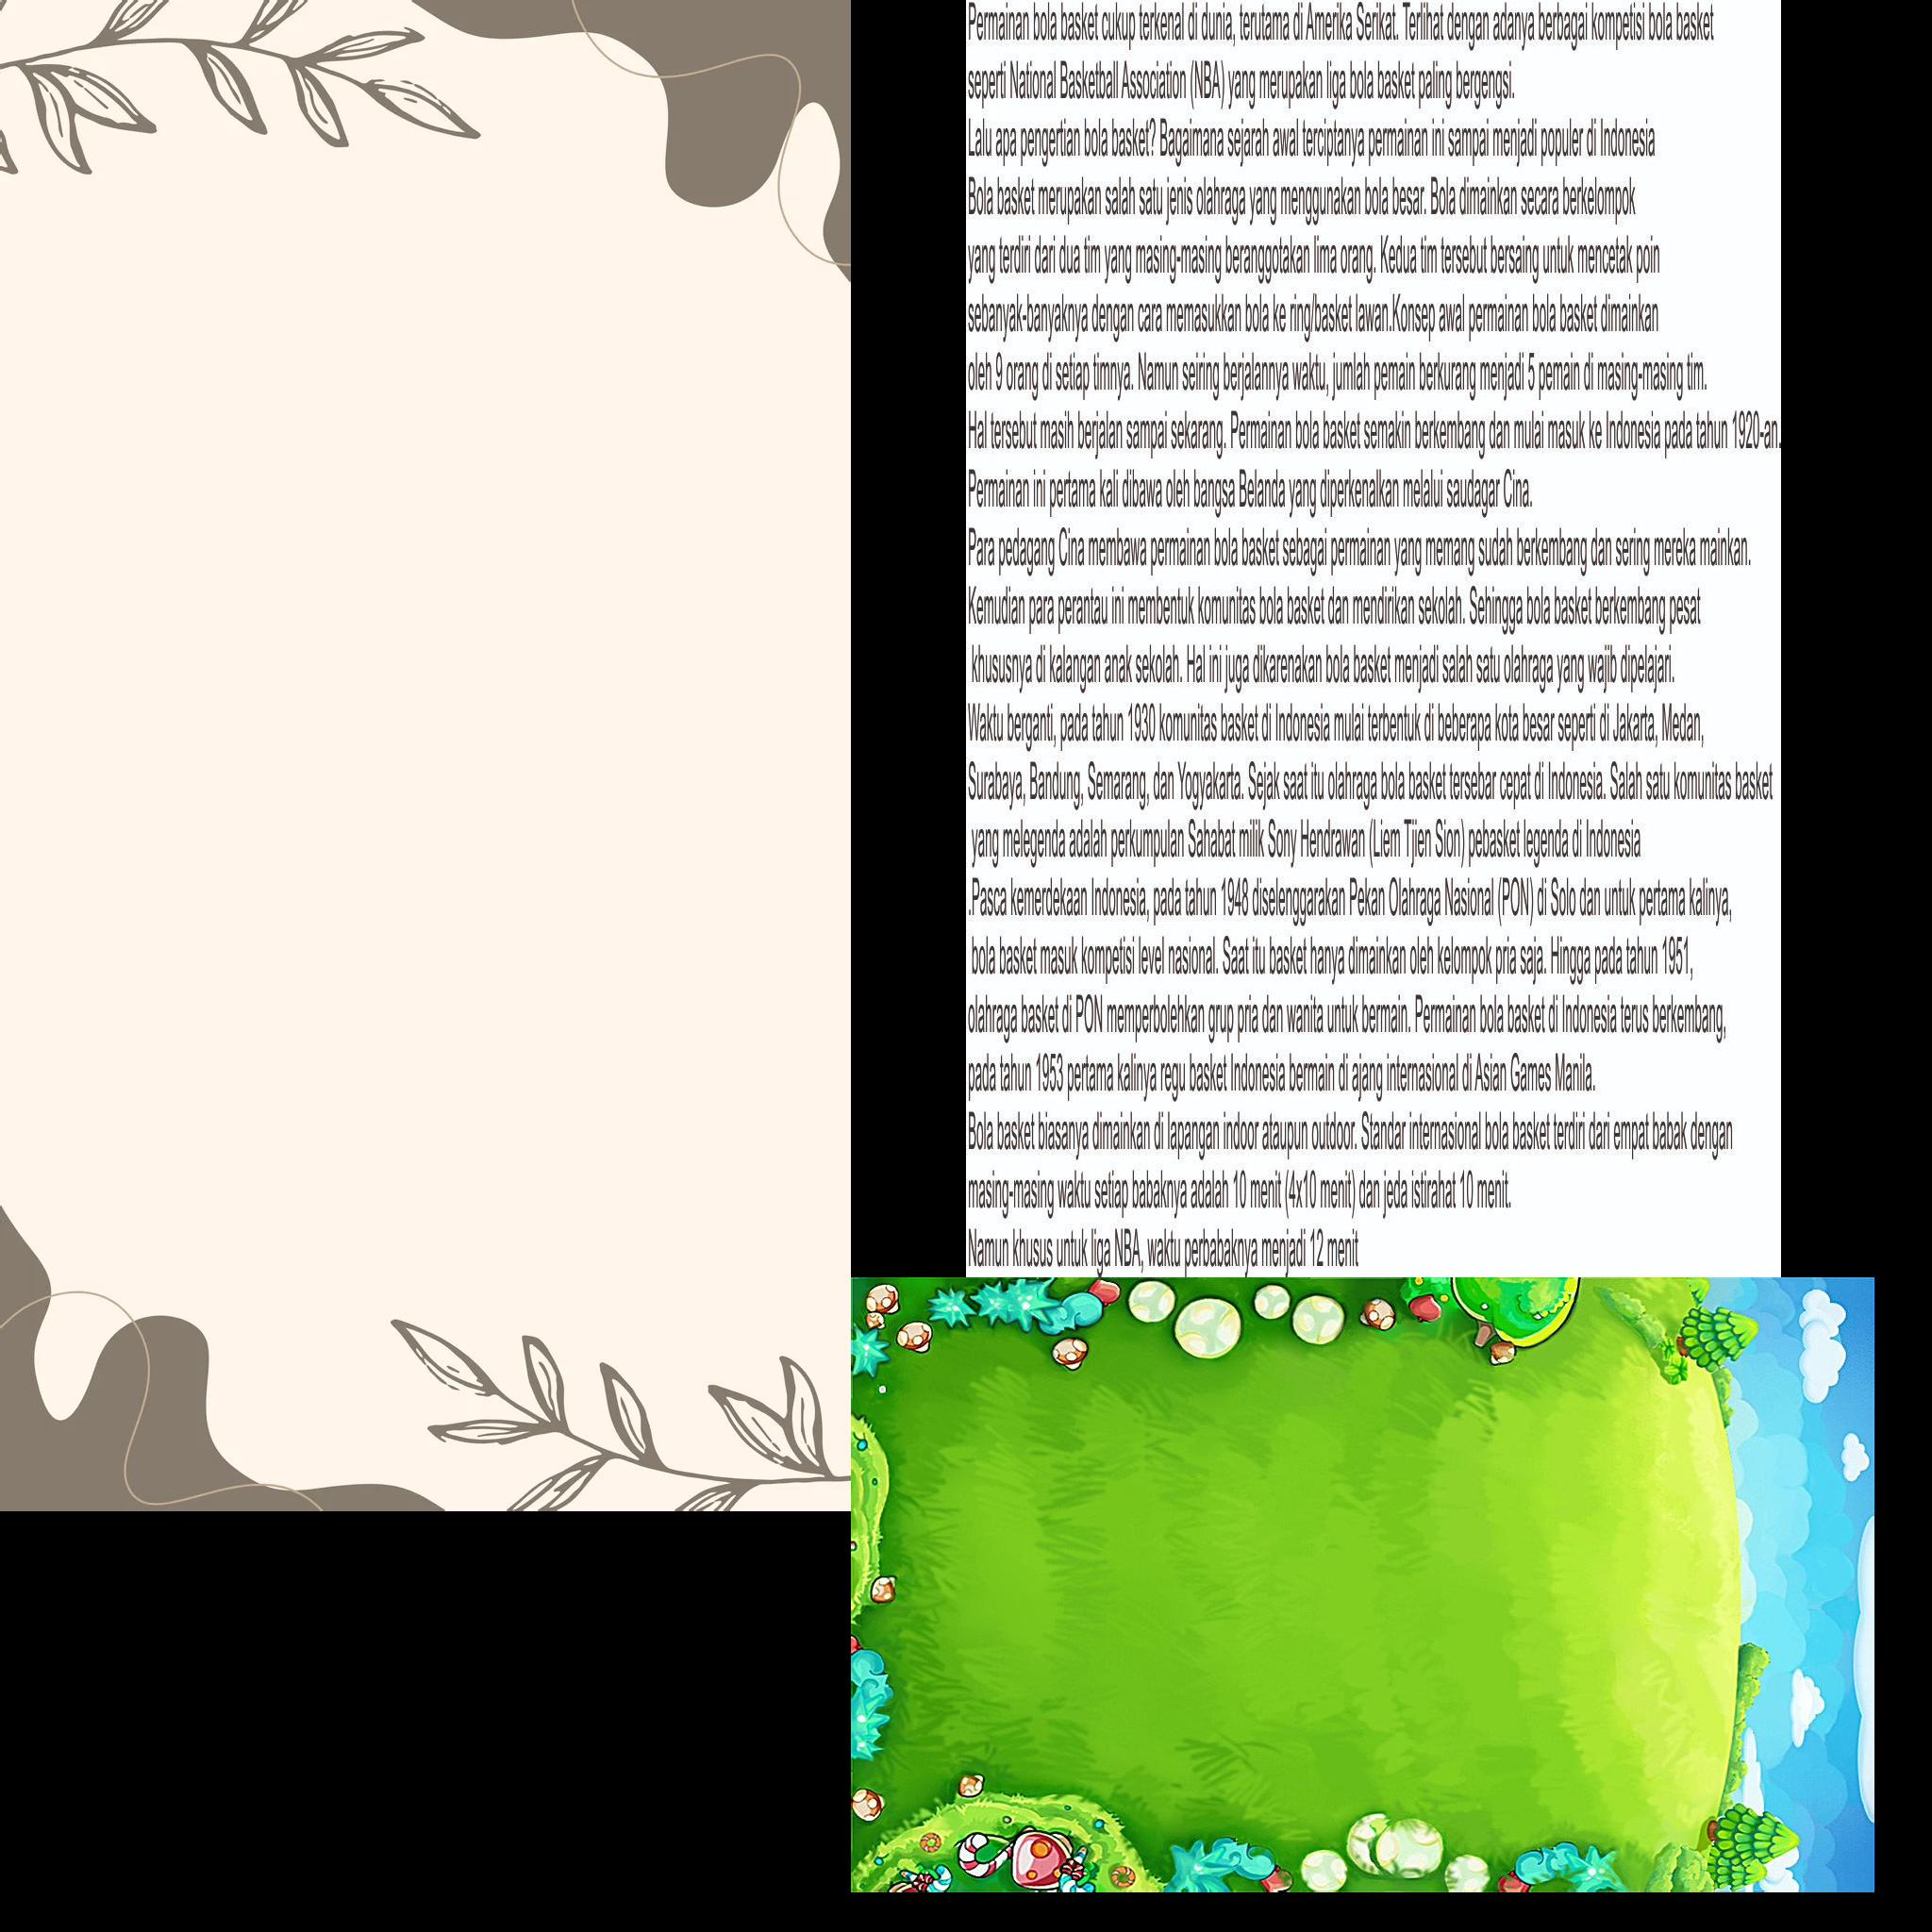 Permainan bola basket cukup terkenal di dunia, terutama di Amerika Serikat. Terlihat dengan adanya berbagai kompetisi bola basket
seperti National Basketball Association (NBA) yang merupakan liga bola basket paling bergengsi.
Lalu apa pengertian bola basket? Bagaimana sejarah awal terciptanya permainan ini sampai menjadi populer di Indonesia
Bola basket merupakan salah satu jenis olahraga yang menggunakan bola besar. Bola dimainkan secara berkelompok
yang terdiri dari dua tim yang masing-masing beranggotakan lima orang. Kedua tim tersebut bersaing untuk mencetak poin
sebanyak-banyaknya dengan cara memasukkan bola ke ring/basket lawan.Konsep awal permainan bola basket dimainkan
oleh 9 orang di setiap timnya. Namun seiring berjalannya waktu, jumlah pemain berkurang menjadi 5 pemain di masing-masing tim.
Hal tersebut masih berjalan sampai sekarang. Permainan bola basket semakin berkembang dan mulai masuk ke Indonesia pada tahun 1920-an.
Permainan ini pertama kali dibawa oleh bangsa Belanda yang diperkenalkan melalui saudagar Cina.
Para pedagang Cina membawa permainan bola basket sebagai permainan yang memang sudah berkembang dan sering mereka mainkan.
Kemudian para perantau ini membentuk komunitas bola basket dan mendirikan sekolah. Sehingga bola basket berkembang pesat
khususnya di kalangan anak sekolah. Hal ini juga dikarenakan bola basket menjadi salah satu olahraga yang wajib dipelajari.
Waktu berganti, pada tahun 1930 komunitas basket di Indonesia mulai terbentuk di beberapa kota besar seperti di Jakarta, Medan,
Surabaya, Bandung, Semarang, dan Yogyakarta. Sejak saat itu olahraga bola basket tersebar cepat di Indonesia. Salah satu komunitas basket
yang melegenda adalah perkumpulan Sahabat milik Sony Hendrawan (Liem Tjien Sion) pebasket legenda di Indonesia
.Pasca kemerdekaan Indonesia, pada tahun 1948 diselenggarakan Pekan Olahraga Nasional (PON) di Solo dan untuk pertama kalinya,
bola basket masuk kompetisi level nasional. Saat itu basket hanya dimainkan oleh kelompok pria saja. Hingga pada tahun 1951,
olahraga basket di PON memperbolehkan grup pria dan wanita untuk bermain. Permainan bola basket di Indonesia terus berkembang,
pada tahun 1953 pertama kalinya regu basket Indonesia bermain di ajang internasional di Asian Games Manila.
Bola basket biasanya dimainkan di lapangan indoor ataupun outdoor. Standar internasional bola basket terdiri dari empat babak dengan
masing-masing waktu setiap babaknya adalah 10 menit (4x10 menit) dan jeda istirahat 10 menit.
Namun khusus untuk liga NBA, waktu perbabaknya menjadi 12 menit